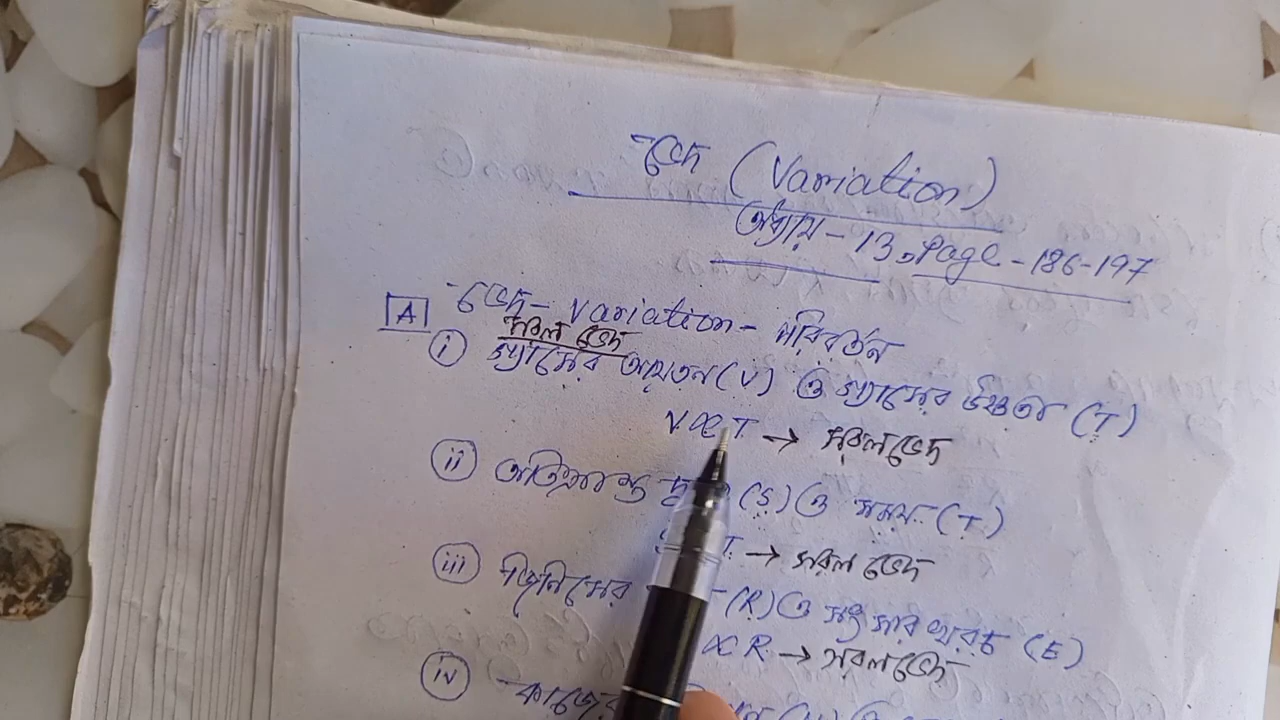 ভেদ (Variation)
অধ্যায় - 13, Page - 186-197
A ভেদ - Variation - পরিবর্তন
সরল ভেদ
i গ্যাসের আয়তন (V) ও গ্যাসের উষ্ণতা (T)
V ∝ T → সরলভেদ
ii অতিক্রান্ত (S) ও সময় (T)
T → সরল ভেদ
iii জিনিসের (R) ও সংসার খরচ (E)
∝ R → সরলভেদ
iv কাজের